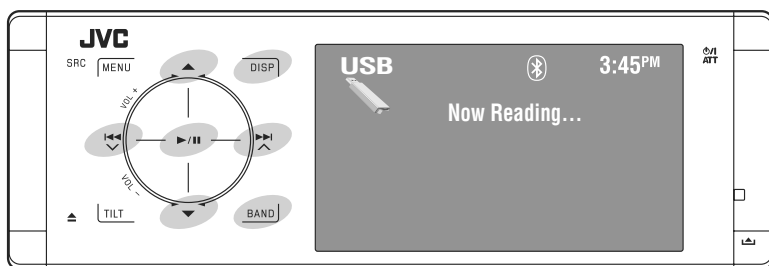 JVC
SRC MENU DISP
VOL +
VOL –
TILT BAND
USB 3:45PM
Now Reading...
⏻/I
ATT